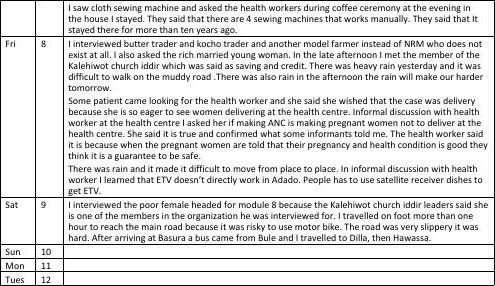 I saw cloth sewing machine and asked the health workers during coffee ceremony at the evening in
the house I stayed. They said that there are 4 sewing machines that works manually. They said that It
stayed there for more than ten years ago.
Fri 8 I interviewed butter trader and kocho trader and another model farmer instead of NRM who does not
exist at all. I also asked the rich married young woman. In the late afternoon I met the member of the
Kalehiwot church iddir which was said as saving and credit. There was heavy rain yesterday and it was
difficult to walk on the muddy road .There was also rain in the afternoon the rain will make our harder
tomorrow.
Some patient came looking for the health worker and she said she wished that the case was delivery
because she is so eager to see women delivering at the health centre. Informal discussion with health
worker at the health centre I asked her if making ANC is making pregnant women not to deliver at the
health centre. She said it is true and confirmed what some informants told me. The health worker said
it is because when the pregnant women are told that their pregnancy and health condition is good they
think it is a guarantee to be safe.
There was rain and it made it difficult to move from place to place. In informal discussion with health
worker I learned that ETV doesn't directly work in Adado. People has to use satellite receiver dishes to
get ETV.
Sat 9 I interviewed the poor female headed for module 8 because the Kalehiwot church iddir leaders said she
is one of the members in the organization he was interviewed for. I travelled on foot more than one
hour to reach the main road because it was risky to use motor bike. The road was very slippery it was
hard. After arriving at Basura a bus came from Bule and I travelled to Dilla, then Hawassa.
Sun 10
Mon 11
Tues 12